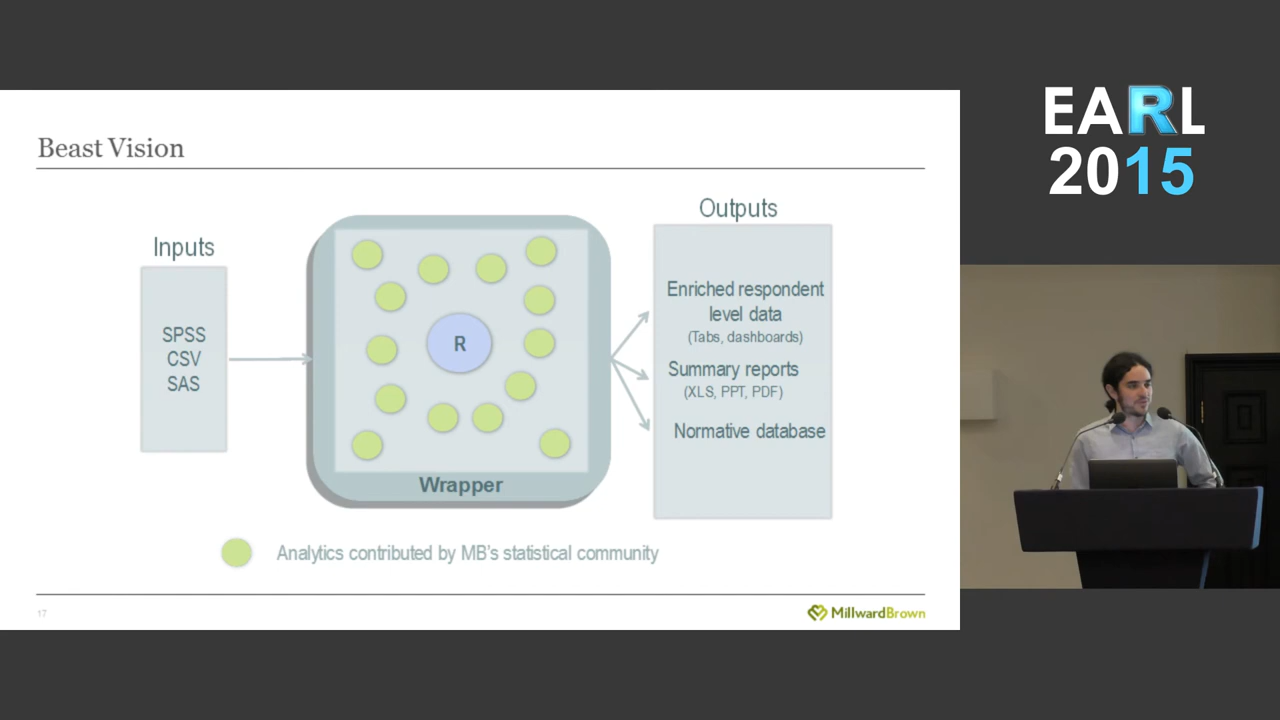 Beast Vision
Inputs
SPSS
CSV
SAS
R
Wrapper
Outputs
Enriched respondent
level data
(Tabs, dashboards)
Summary reports
(XLS, PPT, PDF)
Normative database
Analytics contributed by MB's statistical community
17
MillwardBrown
EARL
2015